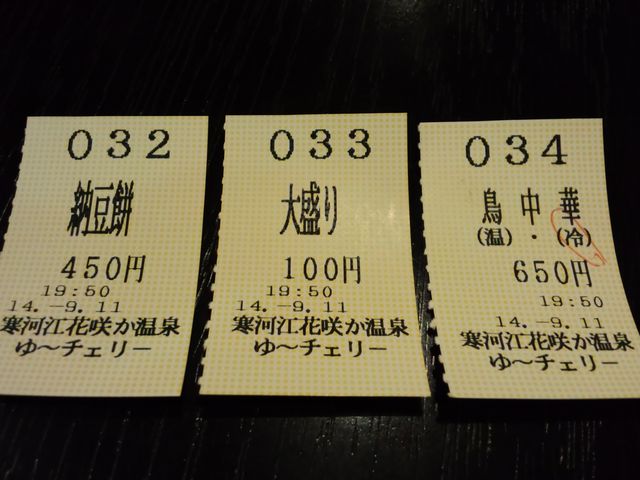 032
納豆餅
450円
19:50
14.-9.11
寒河江花咲か温泉
ゆ～チェリー
033
大盛り
100円
19:50
14.-9.11
寒河江花咲か温泉
ゆ～チェリー
034
鳥中華
(温)・(冷)
650円
19:50
14.-9.11
寒河江花咲か温泉
ゆ～チェリー